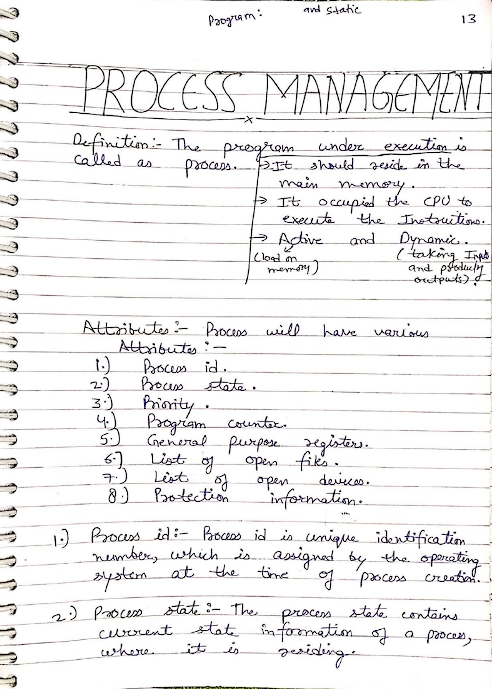 Program: and static
13
PROCESS MANAGEMENT
x
Definition:- The program under execution is
called as process. → It should reside in the
main memory.
→ It occupied the CPU to
execute the Instructions.
→ Active and Dynamic.
(load on memory) (taking Input and producing outputs).
Attributes:- Process will have various
Attributes:-
1.) Process id.
2.) Process state.
3.) Priority.
4.) Program counter.
5.) General purpose registers.
6.) List of open files.
7.) List of open devices.
8.) Protection information.
1.) Process id:- Process id is unique identification
number, which is assigned by the operating
system at the time of process creation.
2.) Process state:- The process state contains
current state information of a process,
where it is residing.